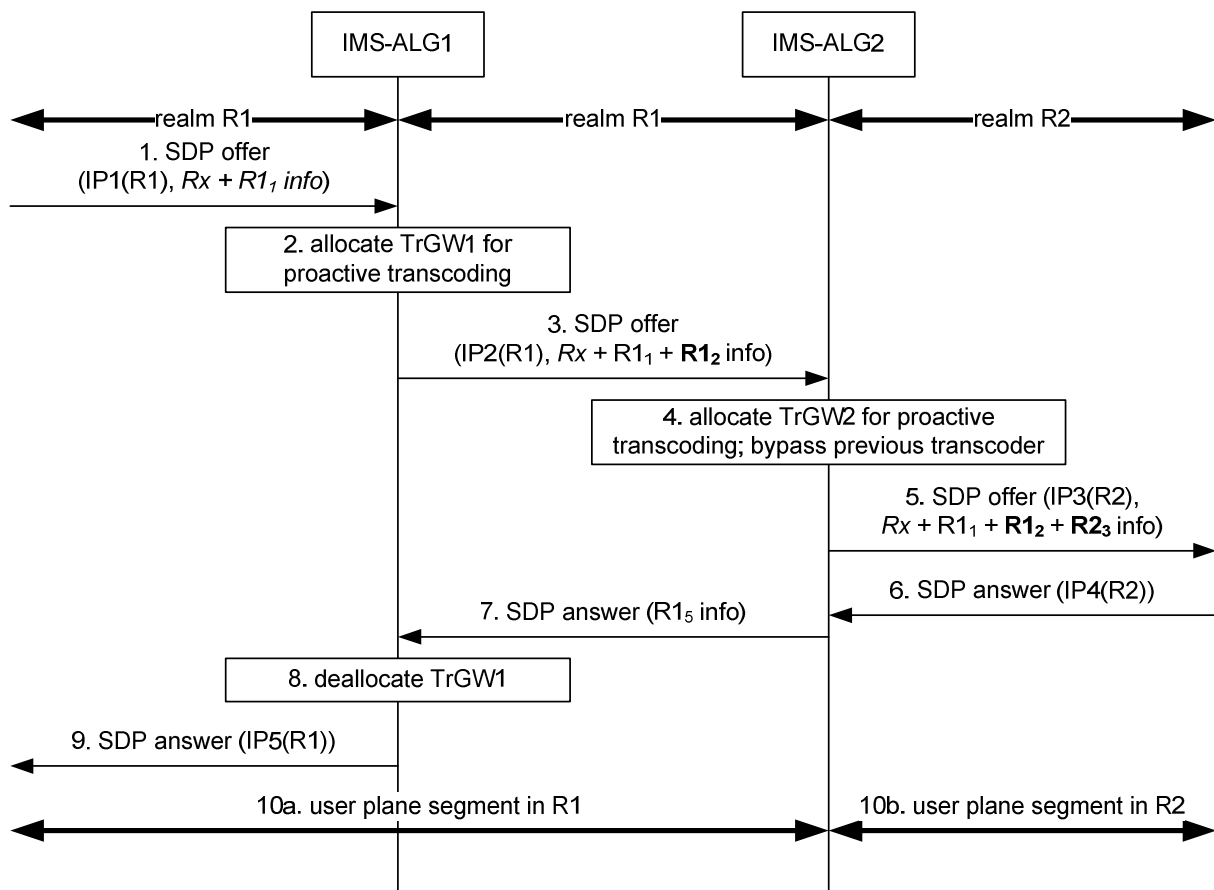 IMS-ALG1
IMS-ALG2
realm R1
realm R1
realm R2
1. SDP offer
(IP1(R1), Rx + R1₁ info)
2. allocate TrGW1 for
proactive transcoding
3. SDP offer
(IP2(R1), Rx + R1₁ + R1₂ info)
4. allocate TrGW2 for proactive
transcoding; bypass previous transcoder
5. SDP offer (IP3(R2),
Rx + R1₁ + R1₂ + R2₃ info)
6. SDP answer (IP4(R2))
7. SDP answer (R1₅ info)
8. deallocate TrGW1
9. SDP answer (IP5(R1))
10a. user plane segment in R1
10b. user plane segment in R2